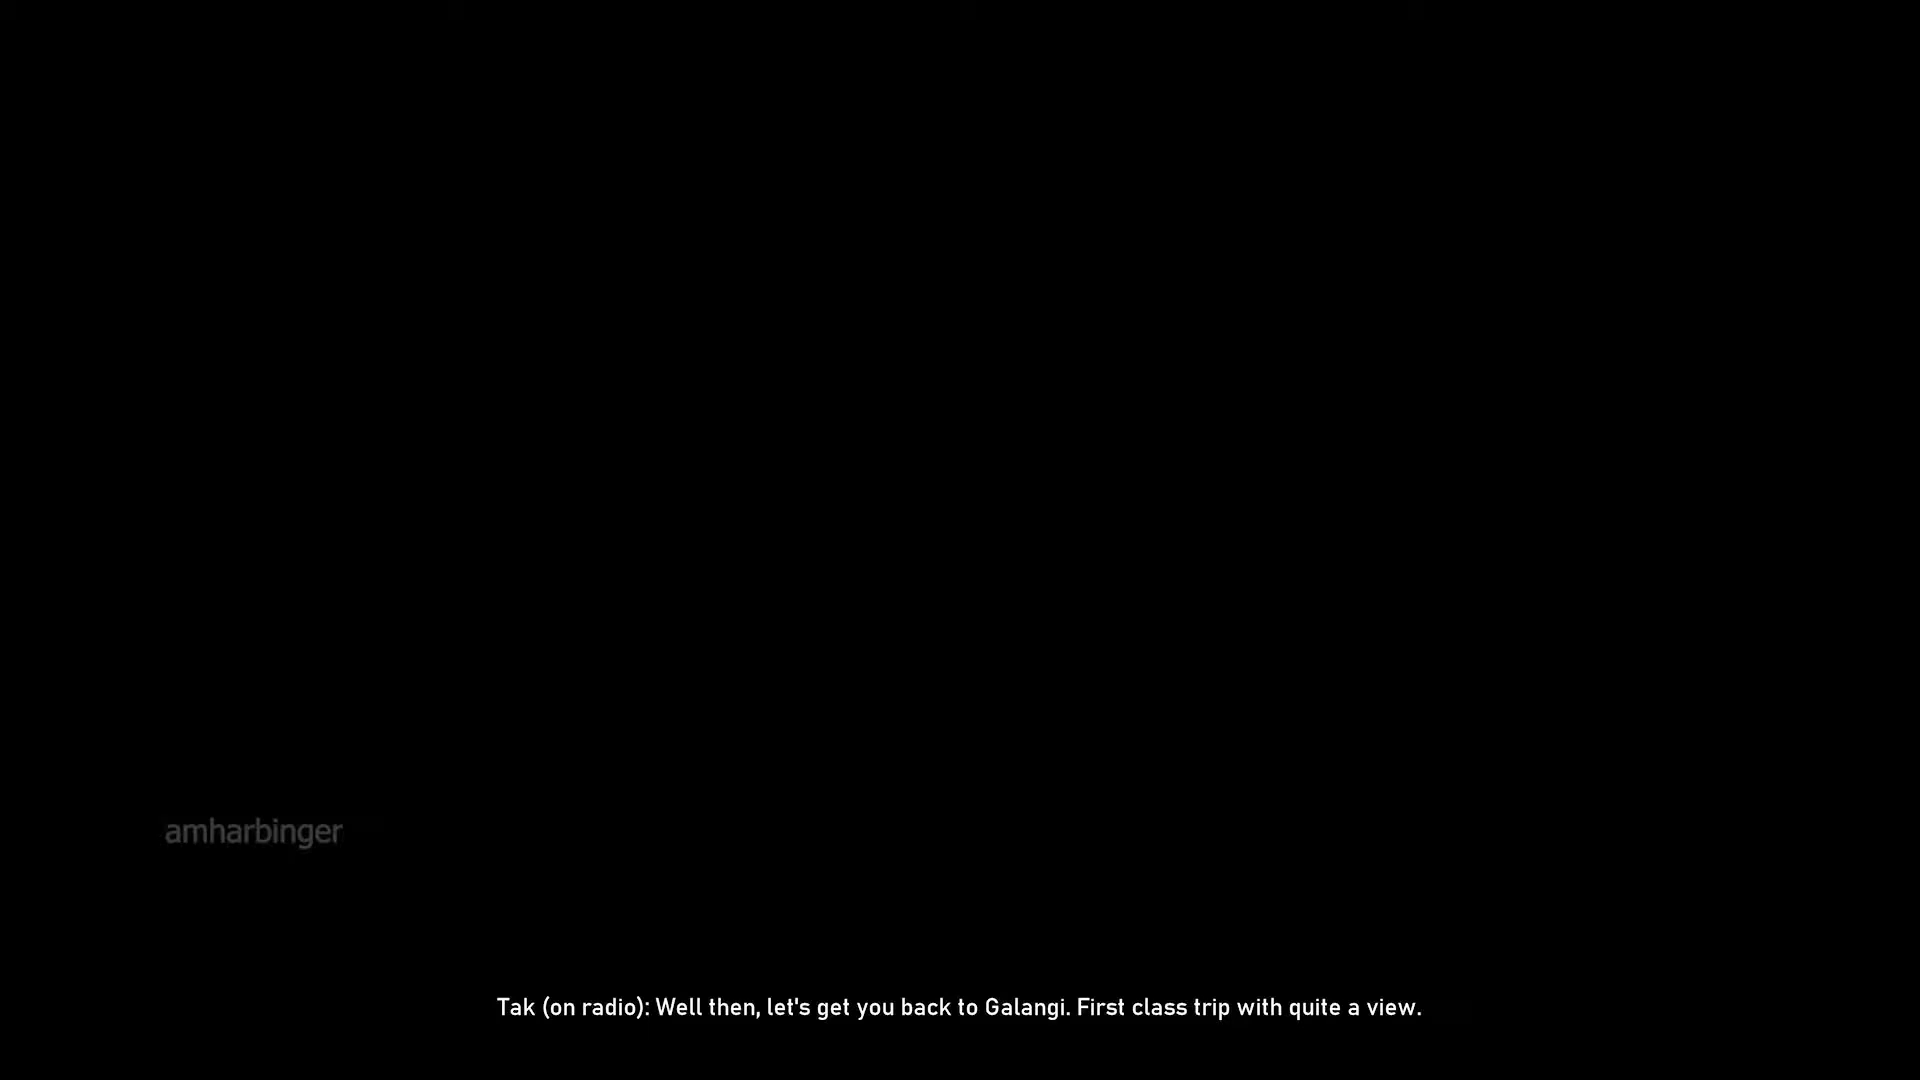 amharbinger
Tak (on radio): Well then, let's get you back to Galangi. First class trip with quite a view.